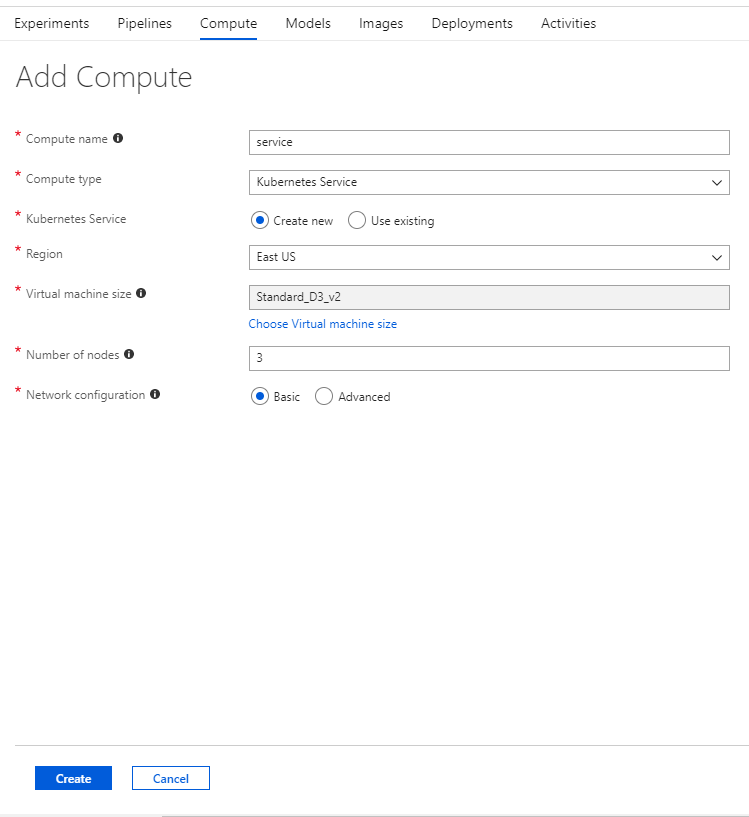 Experiments Pipelines Compute Models Images Deployments Activities
Add Compute
* Compute name service
* Compute type Kubernetes Service
* Kubernetes Service Create new Use existing
* Region East US
* Virtual machine size Standard_D3_v2
Choose Virtual machine size
* Number of nodes 3
* Network configuration Basic Advanced
Create Cancel